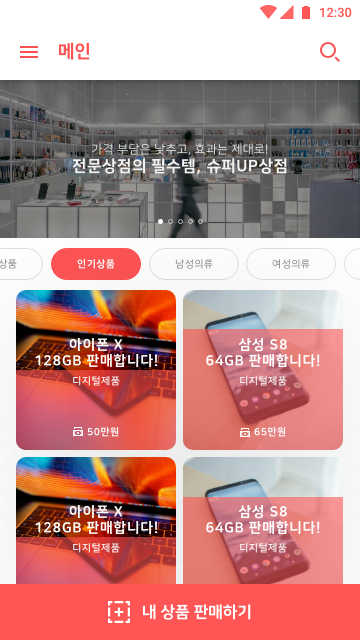 12:30
메인
가격 부담은 낮추고, 효과는 제대로!
전문상점의 필수템, 슈퍼UP상점
상품
인기상품
남성의류
여성의류
아이폰 X
128GB 판매합니다!
디지털제품
50만원
삼성 S8
64GB 판매합니다!
디지털제품
65만원
아이폰 X
128GB 판매합니다!
디지털제품
삼성 S8
64GB 판매합니다!
디지털제품
내 상품 판매하기